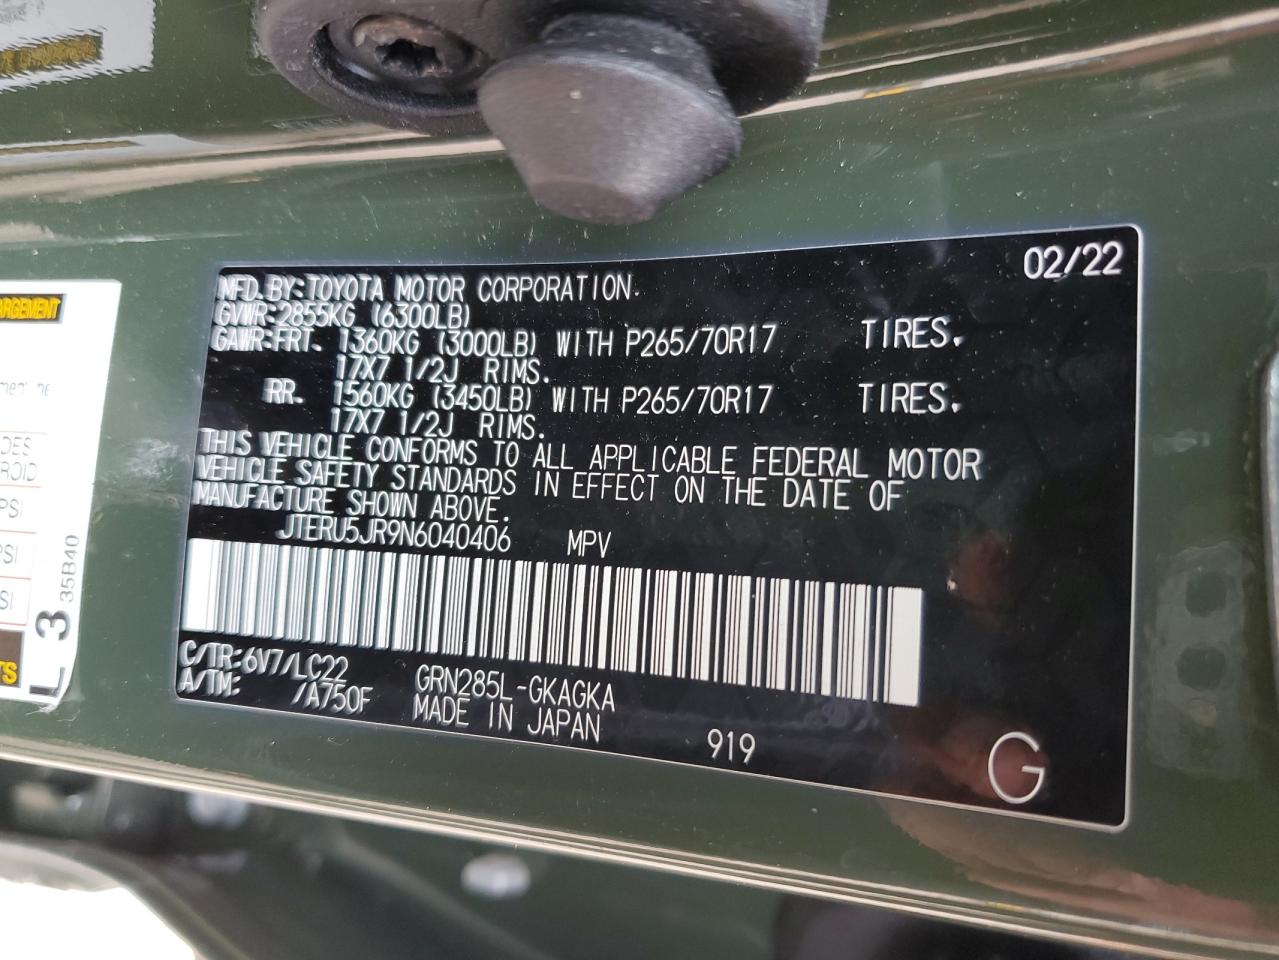 MFD. BY:TOYOTA MOTOR CORPORATION. 02/22
GVWR:2855KG (6300LB)
GAWR:FRT. 1360KG (3000LB) WITH P265/70R17 TIRES.
17X7 1/2J RIMS.
RR. 1560KG (3450LB) WITH P265/70R17 TIRES.
17X7 1/2J RIMS.
THIS VEHICLE CONFORMS TO ALL APPLICABLE FEDERAL MOTOR
VEHICLE SAFETY STANDARDS IN EFFECT ON THE DATE OF
MANUFACTURE SHOWN ABOVE.
JTERU5JR9N6040406 MPV
C/TR:6V7/LC22 GRN285L-GKAGKA
A/TM: /A750F MADE IN JAPAN
919
G
PSI
35B40
3